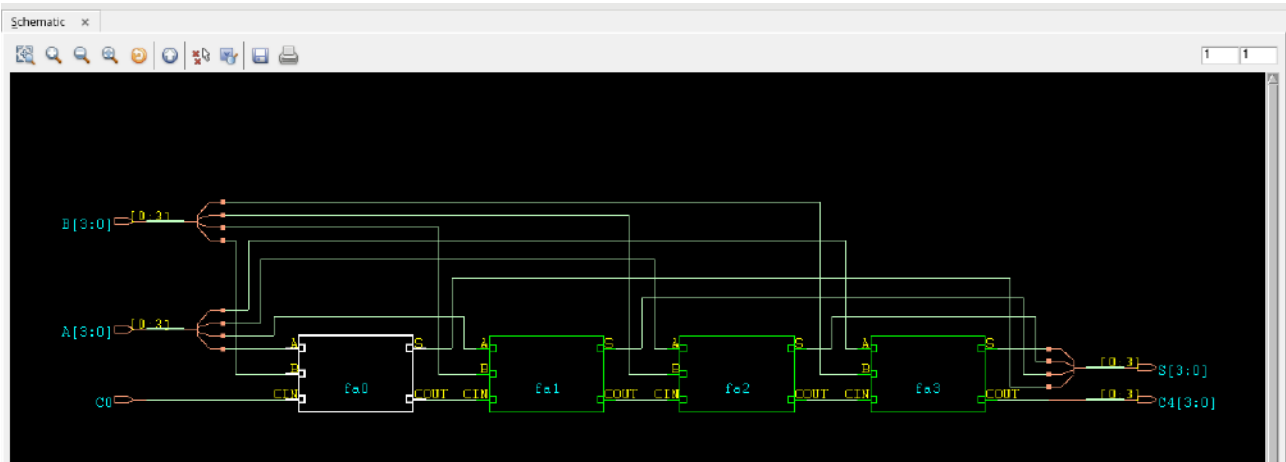 Schematic ×
1 1
B[3:0] [0:3]
A[3:0] [0:3]
A S A S A S A S
B B B B
[0:3] S[3:0]
fa0 fa1 fa2 fa3
C0 CIN COUT CIN COUT CIN COUT CIN COUT [0:3] C4[3:0]